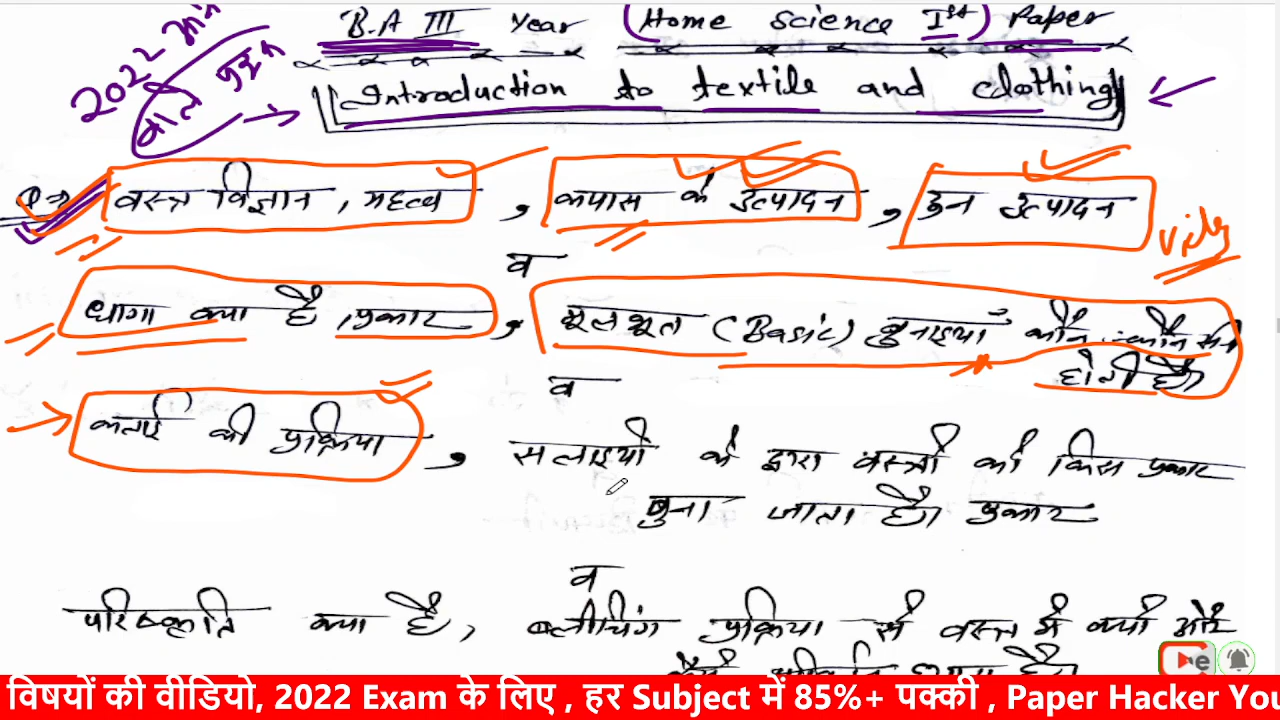 B.A III Year (Home Science Ist) Paper
2022 में
आने
प्रश्न
Introduction to textile and clothing
वस्त्र विज्ञान, महत्व, कपास के उत्पादन, ऊन उत्पादन
व
धागा क्या है, प्रकार, मूलभूत (Basic) बुनाइयाँ कौन-कौन सी
होती है।
व
कताई की प्रक्रिया, सलाइयों के द्वारा वस्त्रों को किस प्रकार
बुना जाता है। प्रकार
व
परिष्कृति क्या है, ब्लीचिंग प्रक्रिया से वस्त्र में क्यों और
विषयों की वीडियो, 2022 Exam के लिए , हर Subject में 85%+ पक्की , Paper Hacker You